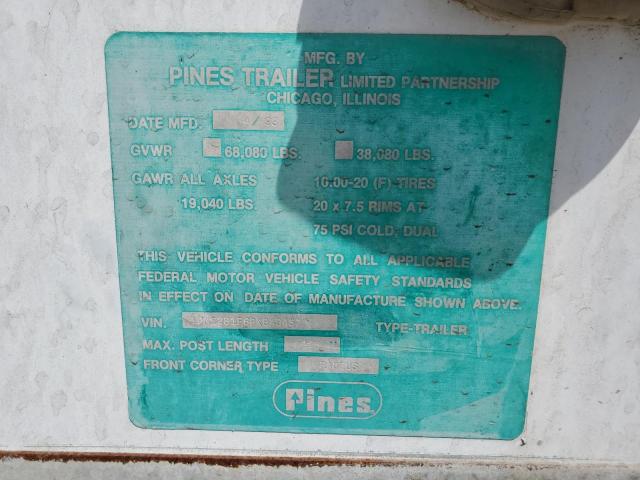 MFG. BY
PINES TRAILER LIMITED PARTNERSHIP
CHICAGO, ILLINOIS
DATE MFD.
GVWR 68,080 LBS. 38,080 LBS.
GAWR ALL AXLES 10.00-20 (F)-TIRES
19,040 LBS. 20 x 7.5 RIMS AT
75 PSI COLD, DUAL
THIS VEHICLE CONFORMS TO ALL APPLICABLE
FEDERAL MOTOR VEHICLE SAFETY STANDARDS
IN EFFECT ON DATE OF MANUFACTURE SHOWN ABOVE.
VIN. TYPE-TRAILER
MAX. POST LENGTH
FRONT CORNER TYPE
Pines